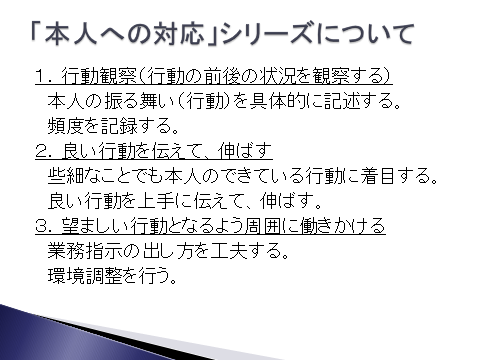 「本人への対応」シリーズについて
１．行動観察（行動の前後の状況を観察する）
本人の振る舞い（行動）を具体的に記述する。
頻度を記録する。
２．良い行動を伝えて、伸ばす
些細なことでも本人のできている行動に着目する。
良い行動を上手に伝えて、伸ばす。
３．望ましい行動となるよう周囲に働きかける
業務指示の出し方を工夫する。
環境調整を行う。